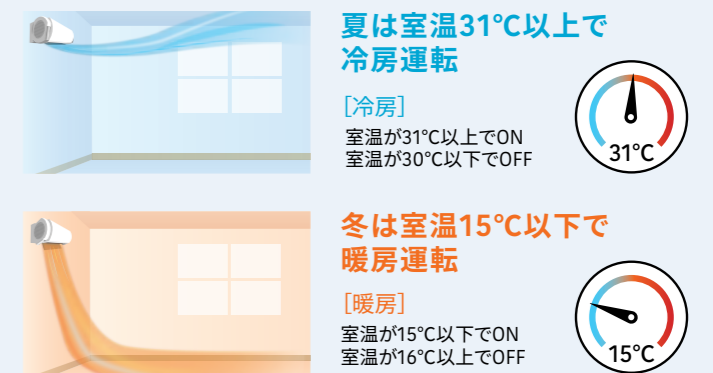 夏は室温31℃以上で
冷房運転
[冷房]
室温が31℃以上でON
室温が30℃以下でOFF
31℃
冬は室温15℃以下で
暖房運転
[暖房]
室温が15℃以下でON
室温が16℃以上でOFF
15℃